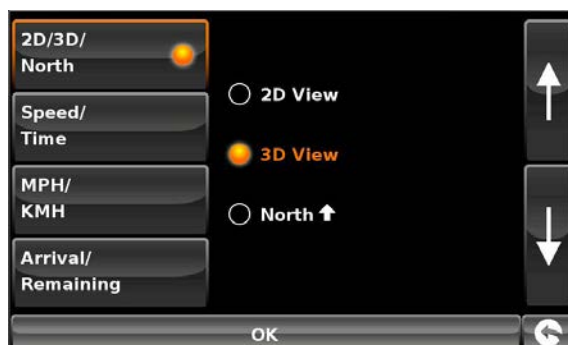 2D/3D/
North
Speed/
Time
MPH/
KMH
Arrival/
Remaining
2D View
3D View
North
OK